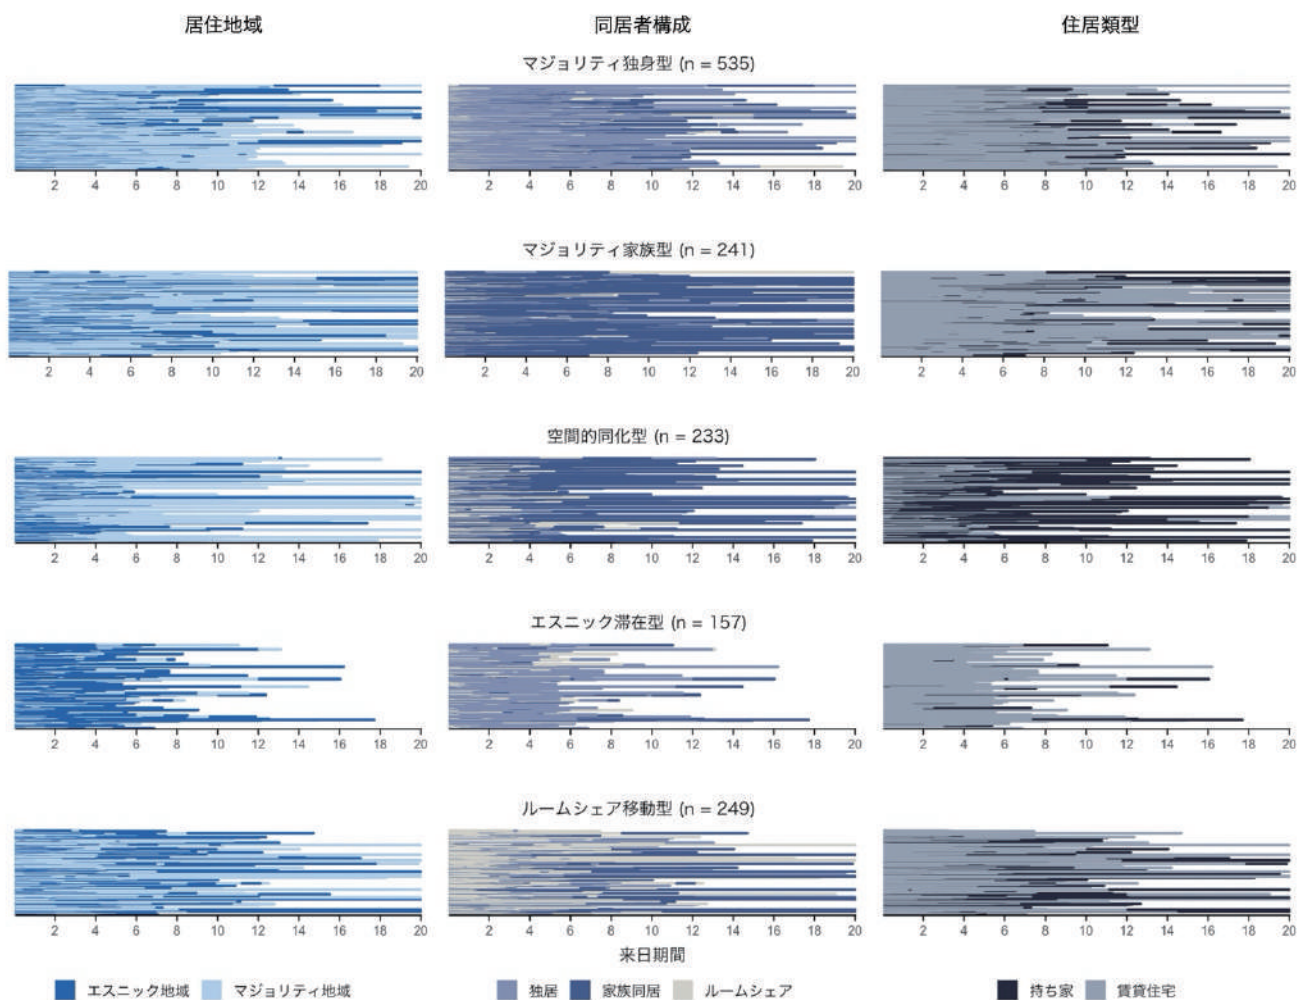 居住地域 同居者構成 住居類型
マジョリティ独身型 (n = 535)
2 4 6 8 10 12 14 16 18 20 2 4 6 8 10 12 14 16 18 20 2 4 6 8 10 12 14 16 18 20
マジョリティ家族型 (n = 241)
2 4 6 8 10 12 14 16 18 20 2 4 6 8 10 12 14 16 18 20 2 4 6 8 10 12 14 16 18 20
空間的同化型 (n = 233)
2 4 6 8 10 12 14 16 18 20 2 4 6 8 10 12 14 16 18 20 2 4 6 8 10 12 14 16 18 20
エスニック滞在型 (n = 157)
2 4 6 8 10 12 14 16 18 20 2 4 6 8 10 12 14 16 18 20 2 4 6 8 10 12 14 16 18 20
ルームシェア移動型 (n = 249)
2 4 6 8 10 12 14 16 18 20 2 4 6 8 10 12 14 16 18 20 2 4 6 8 10 12 14 16 18 20
来日期間
エスニック地域 マジョリティ地域 独居 家族同居 ルームシェア 持ち家 賃貸住宅